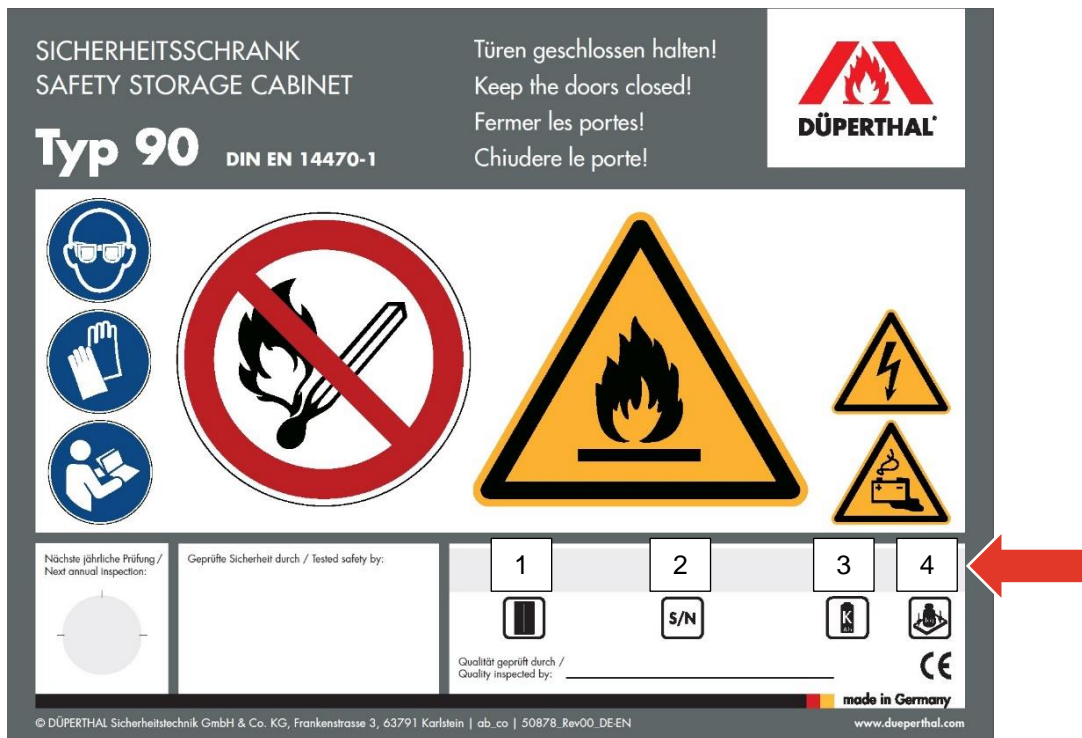 SICHERHEITSSCHRANK
SAFETY STORAGE CABINET
Typ 90 DIN EN 14470-1
Türen geschlossen halten!
Keep the doors closed!
Fermer les portes!
Chiudere le porte!
DÜPERTHAL
Nächste jährliche Prüfung /
Next annual inspection:
Geprüfte Sicherheit durch / Tested safety by:
1 2 3 4
S/N
K
Ah
kg
Qualität geprüft durch /
Quality inspected by:
CE
made in Germany
© DÜPERTHAL Sicherheitstechnik GmbH & Co. KG, Frankenstrasse 3, 63791 Karlstein | ab_co | 50878_Rev00_DE-EN
www.dueperthal.com